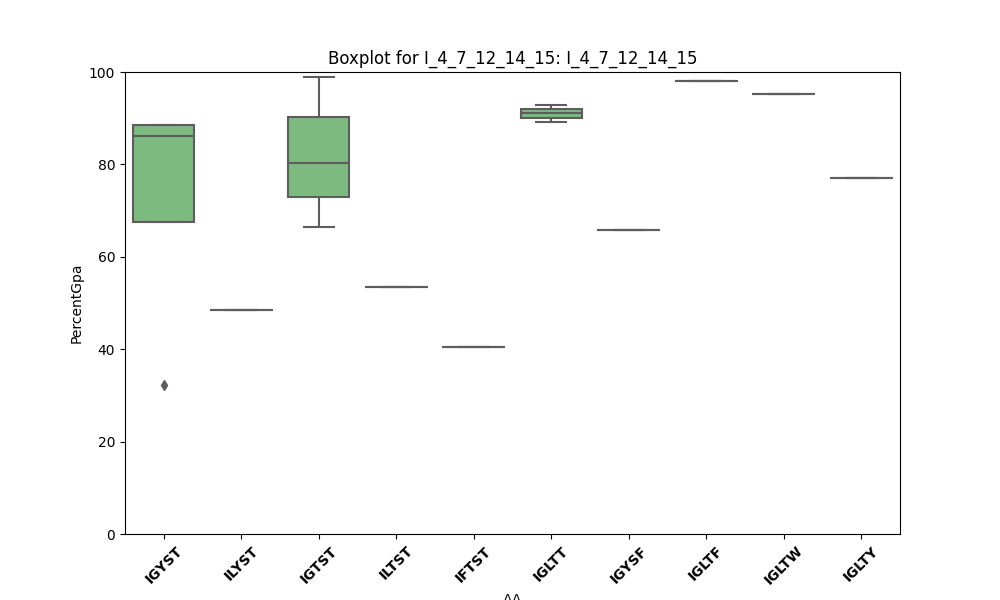 Boxplot for I_4_7_12_14_15: I_4_7_12_14_15
100
80
60
40
20
0
PercentGpa
IGYST
ILYST
IGTST
ILTST
IFTST
IGLTT
IGYSF
IGLTF
IGLTW
IGLTY